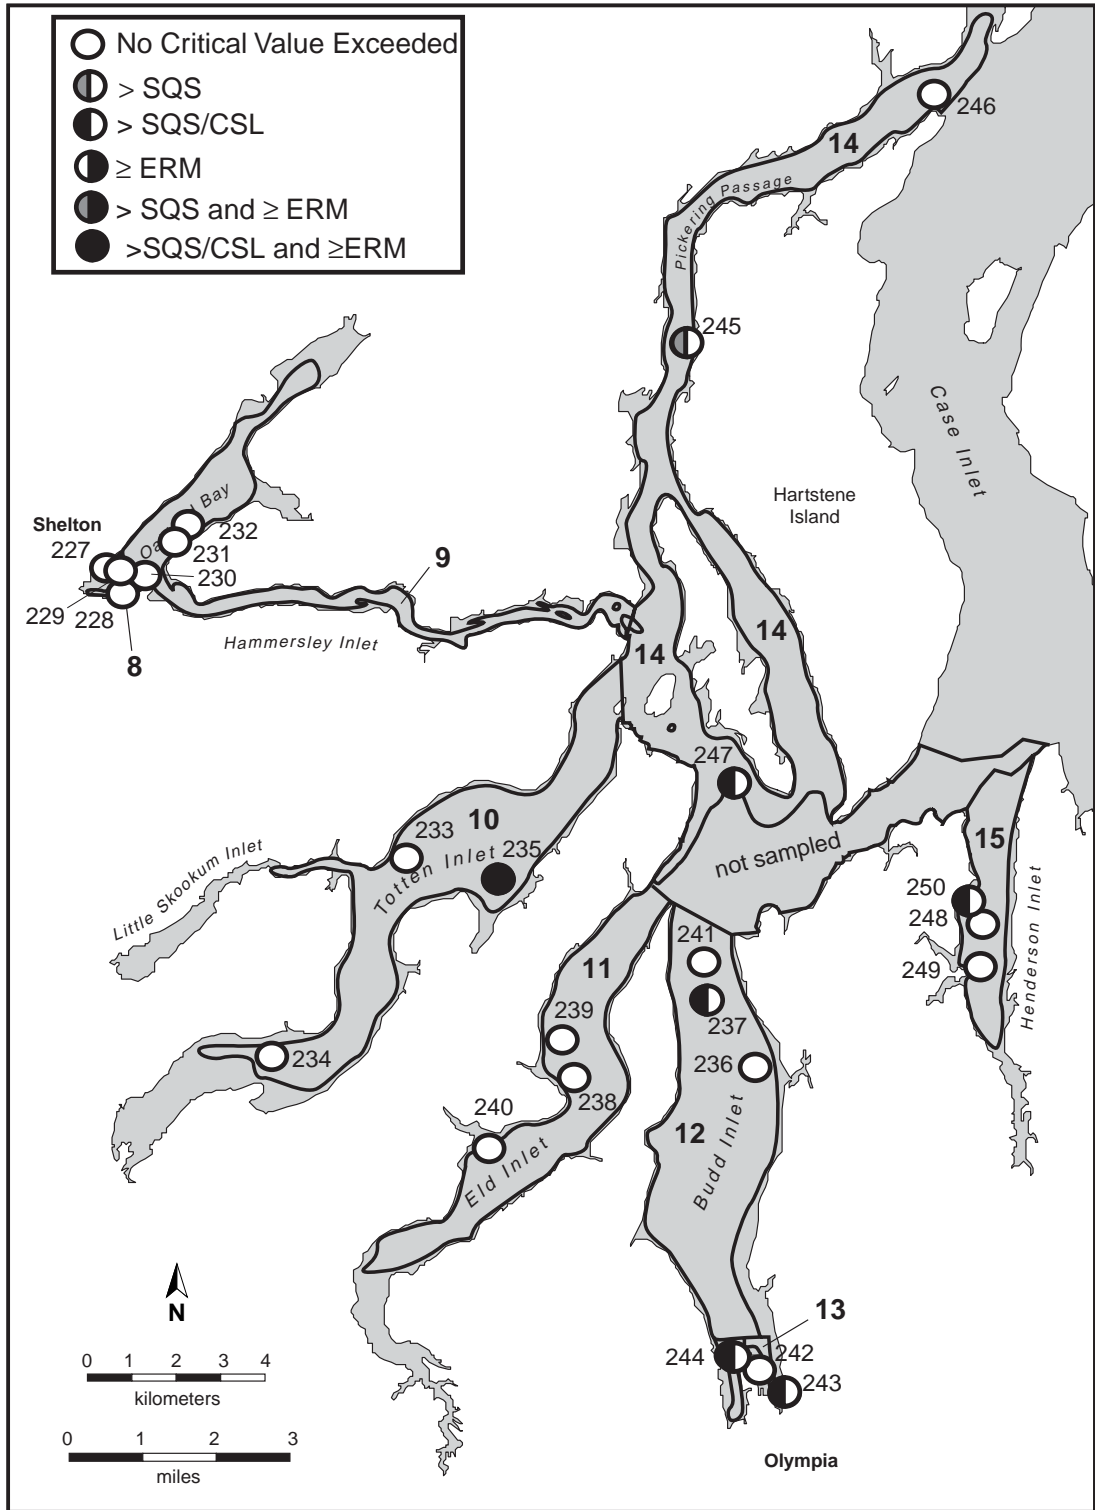 No Critical Value Exceeded
> SQS
> SQS/CSL
≥ ERM
> SQS and ≥ ERM
>SQS/CSL and ≥ERM
246
14
Pickering Passage
245
Case Inlet
Hartstene
Island
Bay
Shelton
232
227
231
230
229
228
8
9
Hammersley Inlet
14
14
247
10
233
Totten Inlet
235
not sampled
15
Little Skookum Inlet
250
248
249
Henderson Inlet
241
11
237
239
236
234
238
240
12
Eld Inlet
Budd Inlet
N
13
244
242
243
0 1 2 3 4
kilometers
0 1 2 3
miles
Olympia